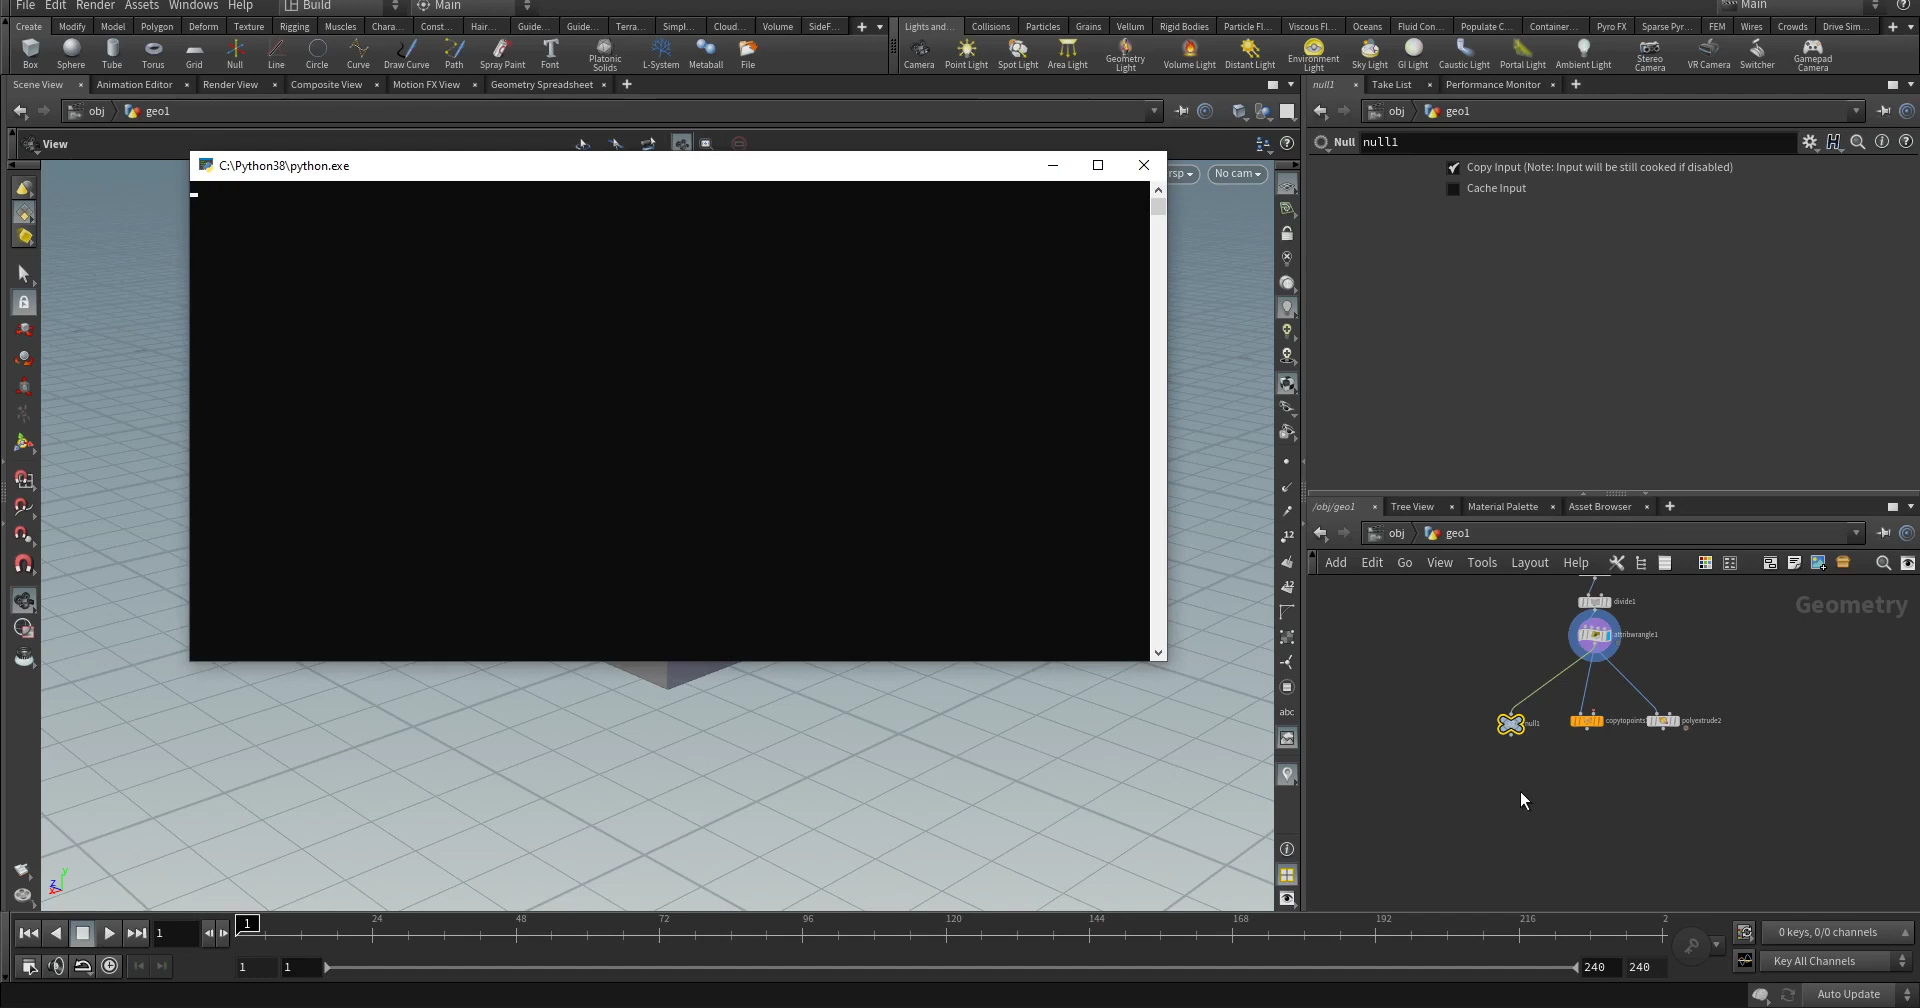 File Edit Render Assets Windows Help Build Main Main
Create Modify Model Polygon Deform Texture Rigging Muscles Chara... Const... Hair... Guide... Guide... Terra... Simpl... Cloud... Volume SideF...
Lights and... Collisions Particles Grains Vellum Rigid Bodies Particle Fl... Viscous Fl... Oceans Fluid Con... Populate C... Container... Pyro FX Sparse Pyr... FEM Wires Crowds Drive Sim...
Box Sphere Tube Torus Grid Null Line Circle Curve Draw Curve Path Spray Paint Font Platonic Solids L-System Metaball File
Camera Point Light Spot Light Area Light Geometry Light Volume Light Distant Light Environment Light Sky Light GI Light Caustic Light Portal Light Ambient Light Stereo Camera VR Camera Switcher Gamepad Camera
Scene View Animation Editor Render View Composite View Motion FX View Geometry Spreadsheet
null1 Take List Performance Monitor
obj geo1
obj geo1
View
Null null1
C:\Python38\python.exe
rsp No cam
Copy Input (Note: Input will be still cooked if disabled)
Cache Input
12
12
abc
/obj/geo1 Tree View Material Palette Asset Browser
obj geo1
Add Edit Go View Tools Layout Help
Geometry
divide1
attribwrangle1
null1
copytopoints
polyextrude2
y
z
x
1 1 24 48 72 96 120 144 168 192 216 2
0 keys, 0/0 channels
1 1 240 240
Key All Channels
Auto Update